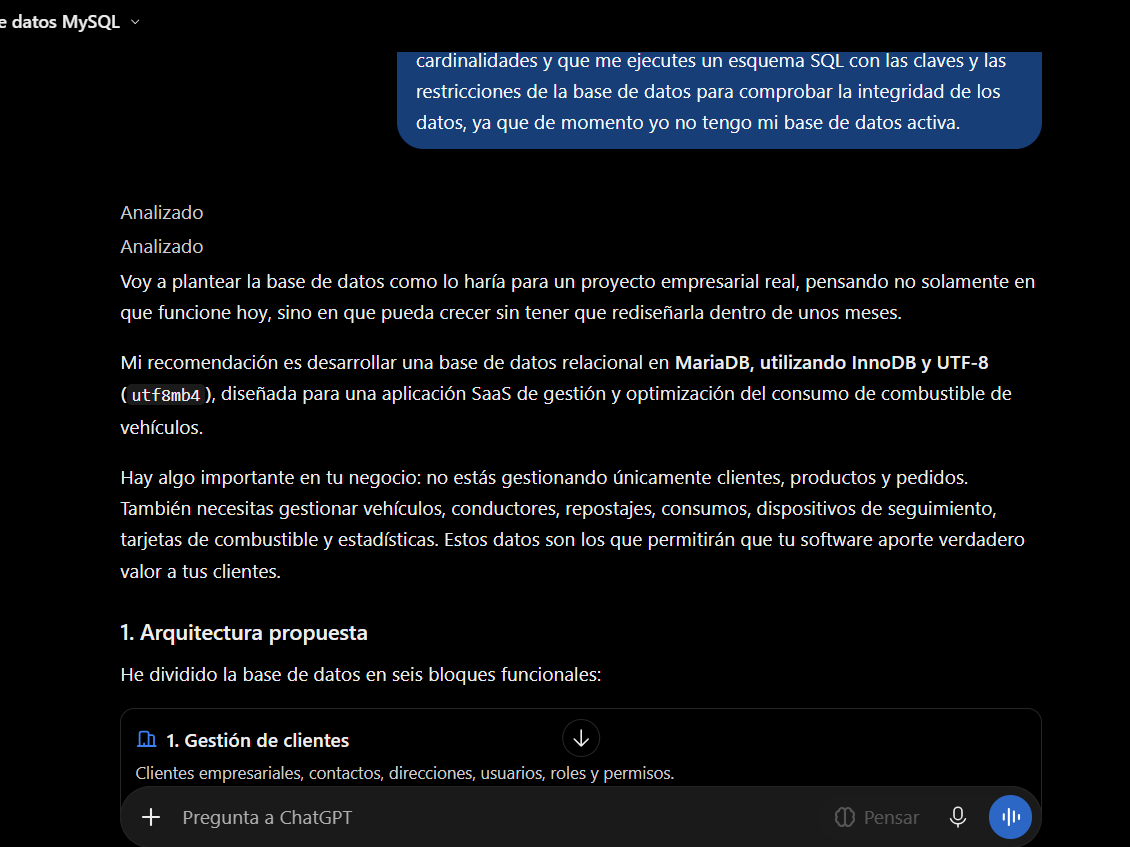 e datos MySQL
cardinalidades y que me ejecutes un esquema SQL con las claves y las
restricciones de la base de datos para comprobar la integridad de los
datos, ya que de momento yo no tengo mi base de datos activa.
Analizado
Analizado
Voy a plantear la base de datos como lo haría para un proyecto empresarial real, pensando no solamente en
que funcione hoy, sino en que pueda crecer sin tener que rediseñarla dentro de unos meses.
Mi recomendación es desarrollar una base de datos relacional en MariaDB, utilizando InnoDB y UTF-8
(utf8mb4), diseñada para una aplicación SaaS de gestión y optimización del consumo de combustible de
vehículos.
Hay algo importante en tu negocio: no estás gestionando únicamente clientes, productos y pedidos.
También necesitas gestionar vehículos, conductores, repostajes, consumos, dispositivos de seguimiento,
tarjetas de combustible y estadísticas. Estos datos son los que permitirán que tu software aporte verdadero
valor a tus clientes.
1. Arquitectura propuesta
He dividido la base de datos en seis bloques funcionales:
1. Gestión de clientes
Clientes empresariales, contactos, direcciones, usuarios, roles y permisos.
Pregunta a ChatGPT
Pensar